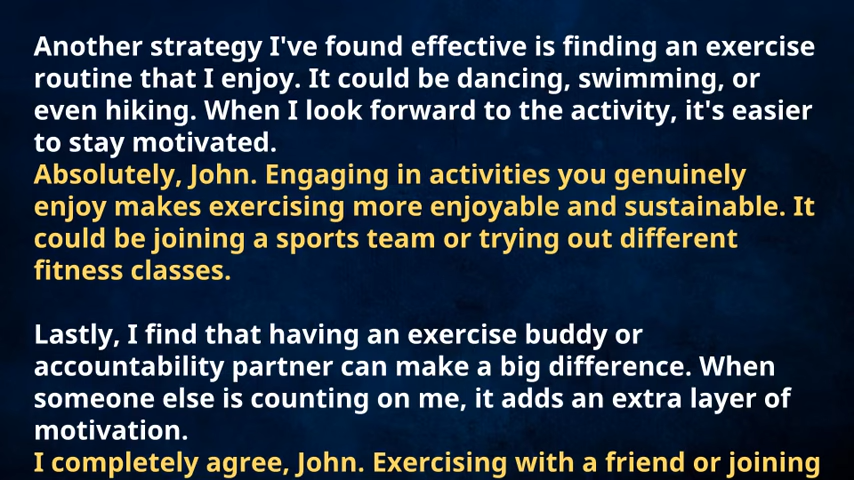 Another strategy I've found effective is finding an exercise
routine that I enjoy. It could be dancing, swimming, or
even hiking. When I look forward to the activity, it's easier
to stay motivated.
Absolutely, John. Engaging in activities you genuinely
enjoy makes exercising more enjoyable and sustainable. It
could be joining a sports team or trying out different
fitness classes.
Lastly, I find that having an exercise buddy or
accountability partner can make a big difference. When
someone else is counting on me, it adds an extra layer of
motivation.
I completely agree, John. Exercising with a friend or joining